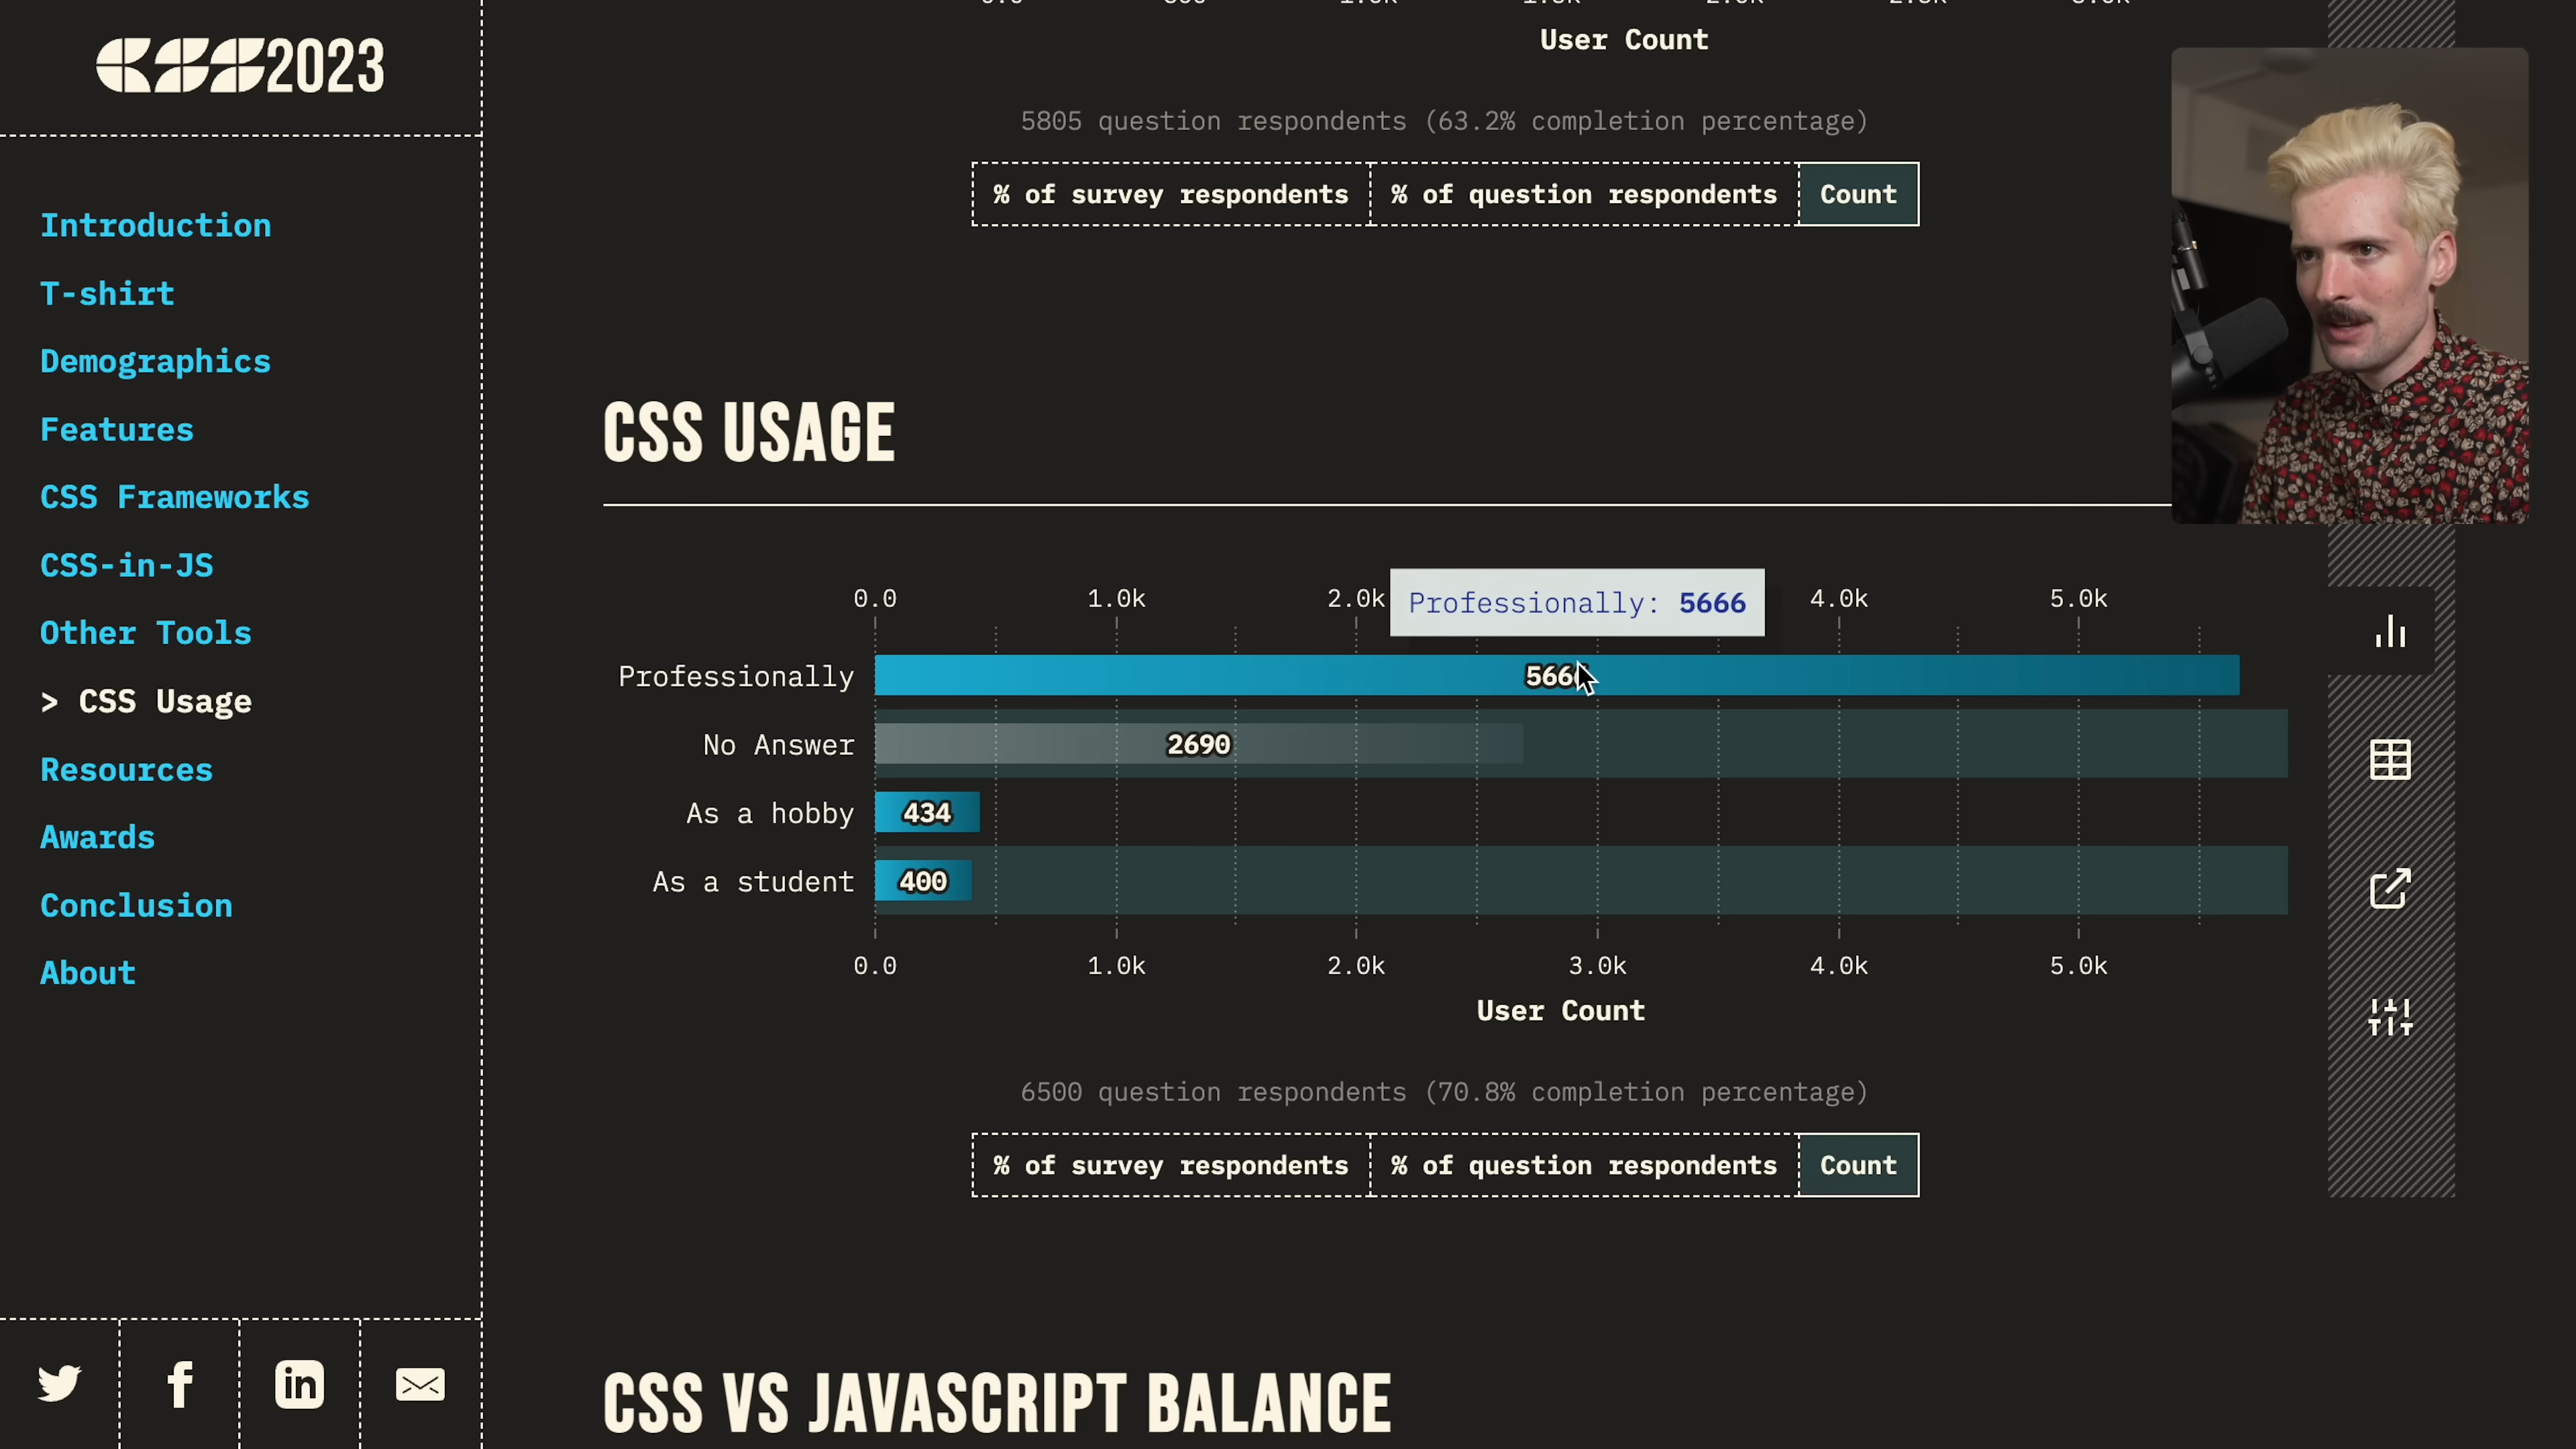 CSS2023
Introduction
T-shirt
Demographics
Features
CSS Frameworks
CSS-in-JS
Other Tools
> CSS Usage
Resources
Awards
Conclusion
About
User Count
5805 question respondents (63.2% completion percentage)
% of survey respondents % of question respondents Count
CSS USAGE
0.0 1.0k 2.0k 4.0k 5.0k
Professionally: 5666
Professionally
No Answer 2690
As a hobby 434
As a student 400
0.0 1.0k 2.0k 3.0k 4.0k 5.0k
User Count
6500 question respondents (70.8% completion percentage)
% of survey respondents % of question respondents Count
CSS VS JAVASCRIPT BALANCE